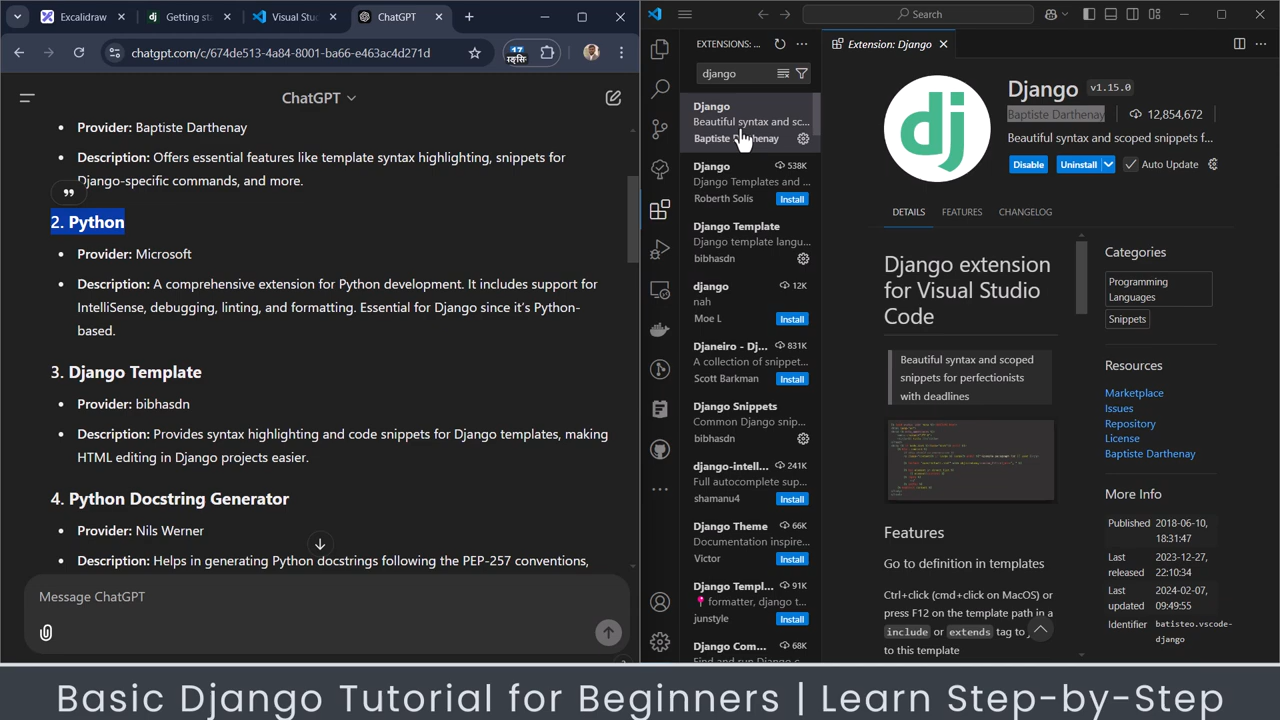 Excalidraw
Getting sta
Visual Stud
ChatGPT
chatgpt.com/c/674de513-4a84-8001-ba66-e463ac4d271d
17
ChatGPT
Provider: Baptiste Darthenay
Description: Offers essential features like template syntax highlighting, snippets for
Django-specific commands, and more.
2. Python
Provider: Microsoft
Description: A comprehensive extension for Python development. It includes support for
IntelliSense, debugging, linting, and formatting. Essential for Django since it's Python-
based.
3. Django Template
Provider: bibhasdn
Description: Provides syntax highlighting and code snippets for Django templates, making
HTML editing in Django projects easier.
4. Python Docstring Generator
Provider: Nils Werner
Description: Helps in generating Python docstrings following the PEP-257 conventions,
Message ChatGPT
Search
EXTENSIONS: ...
django
Django
Beautiful syntax and sc...
Baptiste Darthenay
Django 538K
Django Templates and ...
Roberth Solís Install
Django Template
Django template langu...
bibhasdn
django 12K
nah
Moe L Install
Djaneiro - Dj... 831K
A collection of snippet...
Scott Barkman Install
Django Snippets
Common Django snip...
bibhasdn
django-intell... 241K
Full autocomplete sup...
shamanu4 Install
Django Theme 66K
Documentation inspire...
Victor Install
Django Templ... 91K
📍 formatter, django t...
junstyle Install
Django Com... 68K
Find and run Django c...
Extension: Django
Django v1.15.0
Baptiste Darthenay 12,854,672
Beautiful syntax and scoped snippets for perf
Disable Uninstall Auto Update
DETAILS FEATURES CHANGELOG
Django extension
for Visual Studio
Code
Beautiful syntax and scoped
snippets for perfectionists
with deadlines
Features
Go to definition in templates
Ctrl+click (cmd+click on MacOS) or
press F12 on the template path in a
include or extends tag to
to this template
Categories
Programming
Languages
Snippets
Resources
Marketplace
Issues
Repository
License
Baptiste Darthenay
More Info
Published 2018-06-10,
18:31:47
Last 2023-12-27,
released 22:10:34
Last 2024-02-07,
updated 09:49:55
Identifier batisteo.vscode-
django
Basic Django Tutorial for Beginners | Learn Step-by-Step